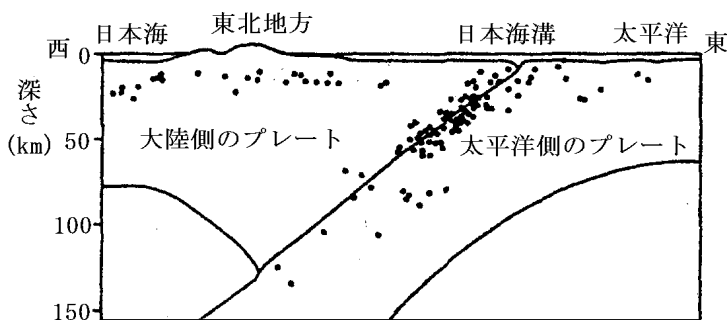 日本海 東北地方 日本海溝 太平洋
西 0 東
深さ
(km)
50
大陸側のプレート 太平洋側のプレート
100
150